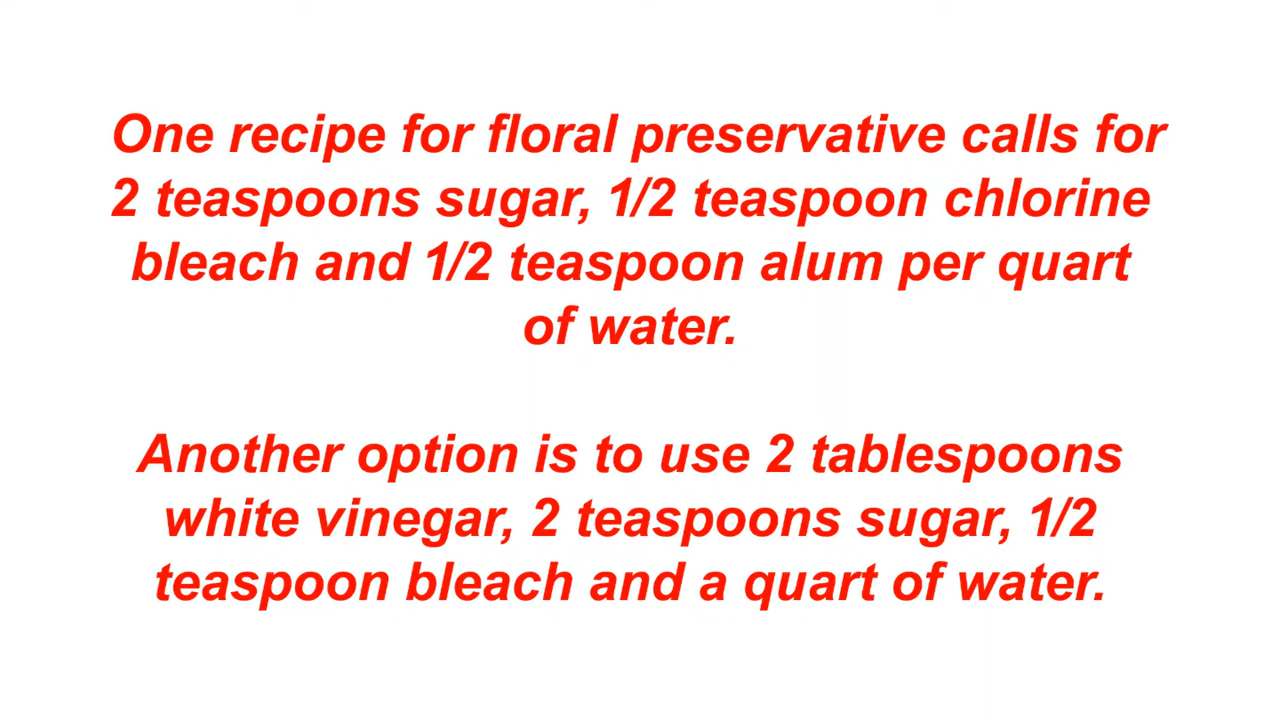 One recipe for floral preservative calls for
2 teaspoons sugar, 1/2 teaspoon chlorine
bleach and 1/2 teaspoon alum per quart
of water.
Another option is to use 2 tablespoons
white vinegar, 2 teaspoons sugar, 1/2
teaspoon bleach and a quart of water.